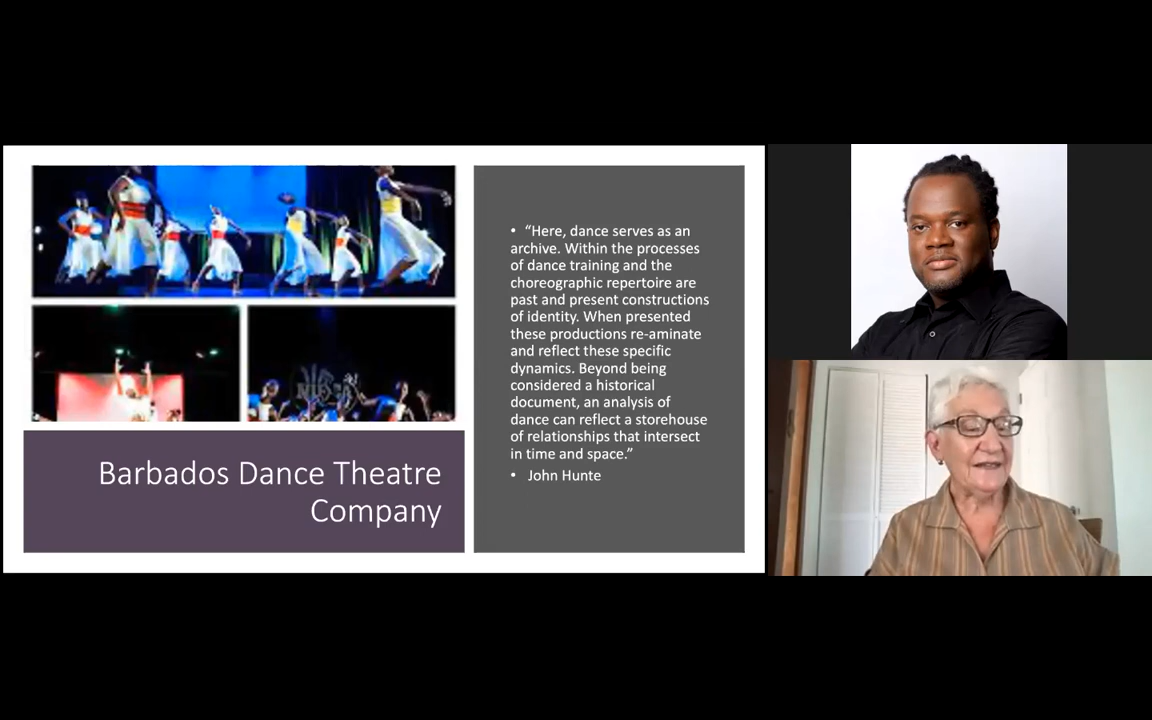 • “Here, dance serves as an
archive. Within the processes
of dance training and the
choreographic repertoire are
past and present constructions
of identity. When presented
these productions re-aminate
and reflect these specific
dynamics. Beyond being
considered a historical
document, an analysis of
dance can reflect a storehouse
of relationships that intersect
in time and space.”
• John Hunte
Barbados Dance Theatre
Company